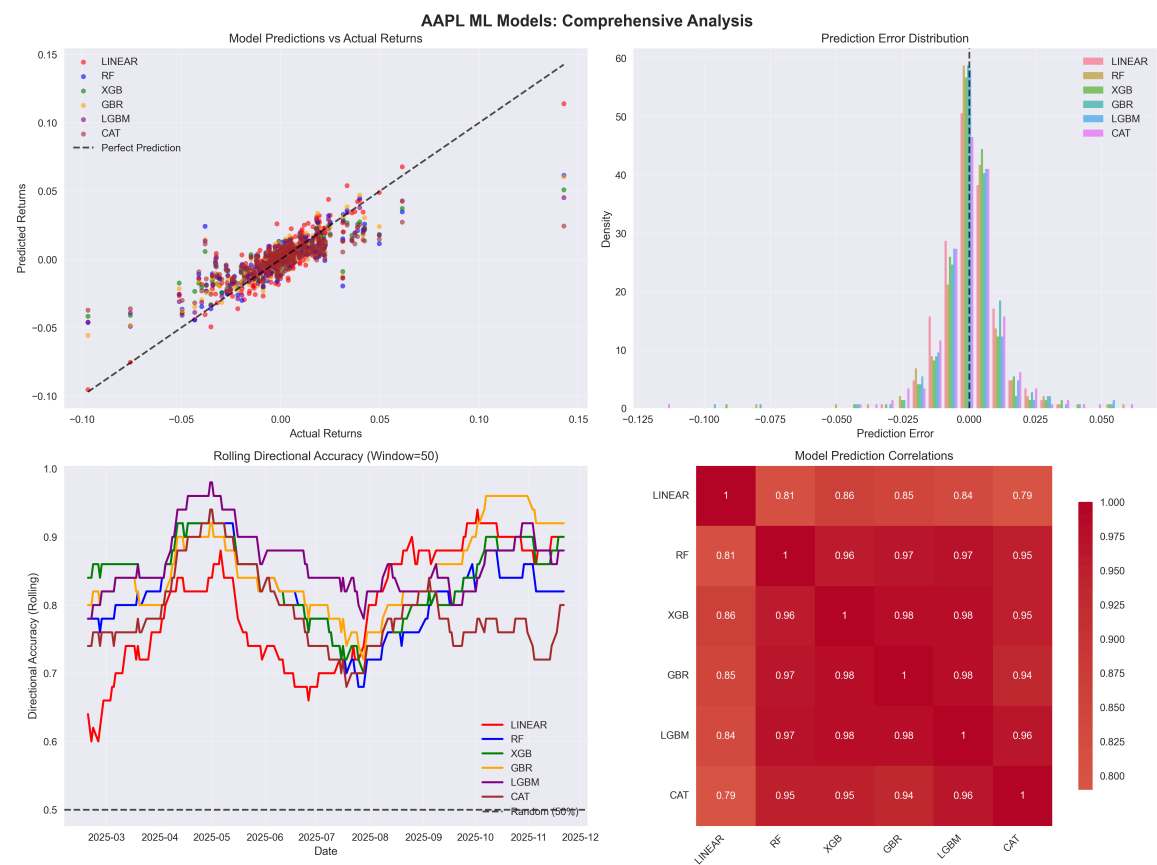 AAPL ML Models: Comprehensive Analysis
Model Predictions vs Actual Returns
0.15
0.10
0.05
0.00
−0.05
−0.10
Predicted Returns
LINEAR
RF
XGB
GBR
LGBM
CAT
Perfect Prediction
−0.10
−0.05
0.00
0.05
0.10
0.15
Actual Returns
Prediction Error Distribution
60
50
40
30
20
10
0
Density
LINEAR
RF
XGB
GBR
LGBM
CAT
−0.125
−0.100
−0.075
−0.050
−0.025
0.000
0.025
0.050
Prediction Error
Rolling Directional Accuracy (Window=50)
1.0
0.9
0.8
0.7
0.6
0.5
Directional Accuracy (Rolling)
LINEAR
RF
XGB
GBR
LGBM
CAT
Random (50%)
2025-03
2025-04
2025-05
2025-06
2025-07
2025-08
2025-09
2025-10
2025-11
2025-12
Date
Model Prediction Correlations
LINEAR 1 0.81 0.86 0.85 0.84 0.79
RF 0.81 1 0.96 0.97 0.97 0.95
XGB 0.86 0.96 1 0.98 0.98 0.95
GBR 0.85 0.97 0.98 1 0.98 0.94
LGBM 0.84 0.97 0.98 0.98 1 0.96
CAT 0.79 0.95 0.95 0.94 0.96 1
LINEAR
RF
XGB
GBR
LGBM
CAT
1.000
0.975
0.950
0.925
0.900
0.875
0.850
0.825
0.800